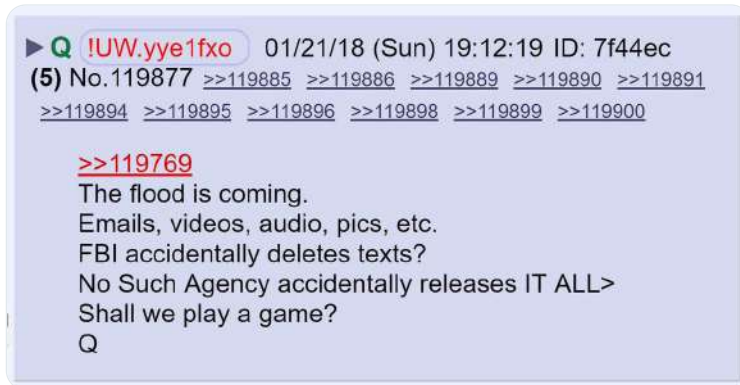 ▶ Q !UW.yye1fxo 01/21/18 (Sun) 19:12:19 ID: 7f44ec
(5) No.119877 >>119885 >>119886 >>119889 >>119890 >>119891
>>119894 >>119895 >>119896 >>119898 >>119899 >>119900
>>119769
The flood is coming.
Emails, videos, audio, pics, etc.
FBI accidentally deletes texts?
No Such Agency accidentally releases IT ALL>
Shall we play a game?
Q